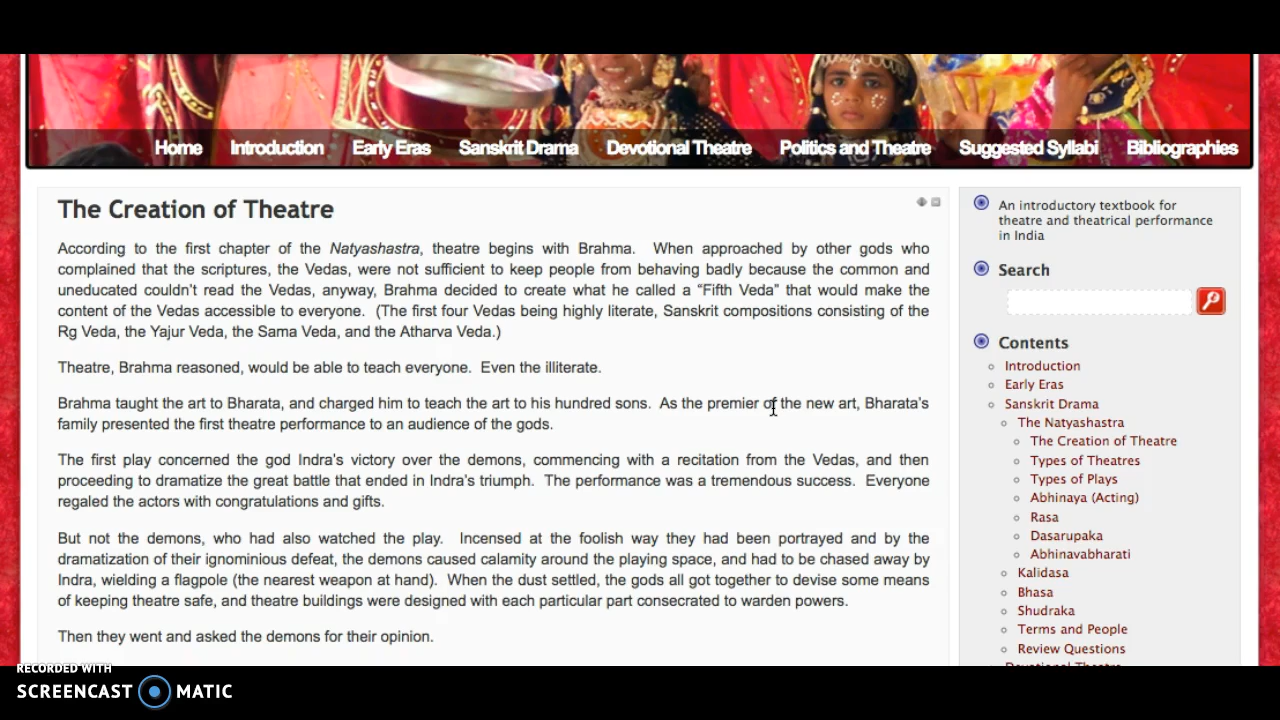 Home Introduction Early Eras Sanskrit Drama Devotional Theatre Politics and Theatre Suggested Syllabi Bibliographies
The Creation of Theatre
According to the first chapter of the Natyashastra, theatre begins with Brahma. When approached by other gods who
complained that the scriptures, the Vedas, were not sufficient to keep people from behaving badly because the common and
uneducated couldn't read the Vedas, anyway, Brahma decided to create what he called a “Fifth Veda” that would make the
content of the Vedas accessible to everyone. (The first four Vedas being highly literate, Sanskrit compositions consisting of the
Rg Veda, the Yajur Veda, the Sama Veda, and the Atharva Veda.)
Theatre, Brahma reasoned, would be able to teach everyone. Even the illiterate.
Brahma taught the art to Bharata, and charged him to teach the art to his hundred sons. As the premier of the new art, Bharata's
family presented the first theatre performance to an audience of the gods.
The first play concerned the god Indra's victory over the demons, commencing with a recitation from the Vedas, and then
proceeding to dramatize the great battle that ended in Indra's triumph. The performance was a tremendous success. Everyone
regaled the actors with congratulations and gifts.
But not the demons, who had also watched the play. Incensed at the foolish way they had been portrayed and by the
dramatization of their ignominious defeat, the demons caused calamity around the playing space, and had to be chased away by
Indra, wielding a flagpole (the nearest weapon at hand). When the dust settled, the gods all got together to devise some means
of keeping theatre safe, and theatre buildings were designed with each particular part consecrated to warden powers.
Then they went and asked the demons for their opinion.
An introductory textbook for
theatre and theatrical performance
in India
Search
Contents
Introduction
Early Eras
Sanskrit Drama
The Natyashastra
The Creation of Theatre
Types of Theatres
Types of Plays
Abhinaya (Acting)
Rasa
Dasarupaka
Abhinavabharati
Kalidasa
Bhasa
Shudraka
Terms and People
Review Questions
Devotional Theatre
RECORDED WITH
SCREENCAST MATIC